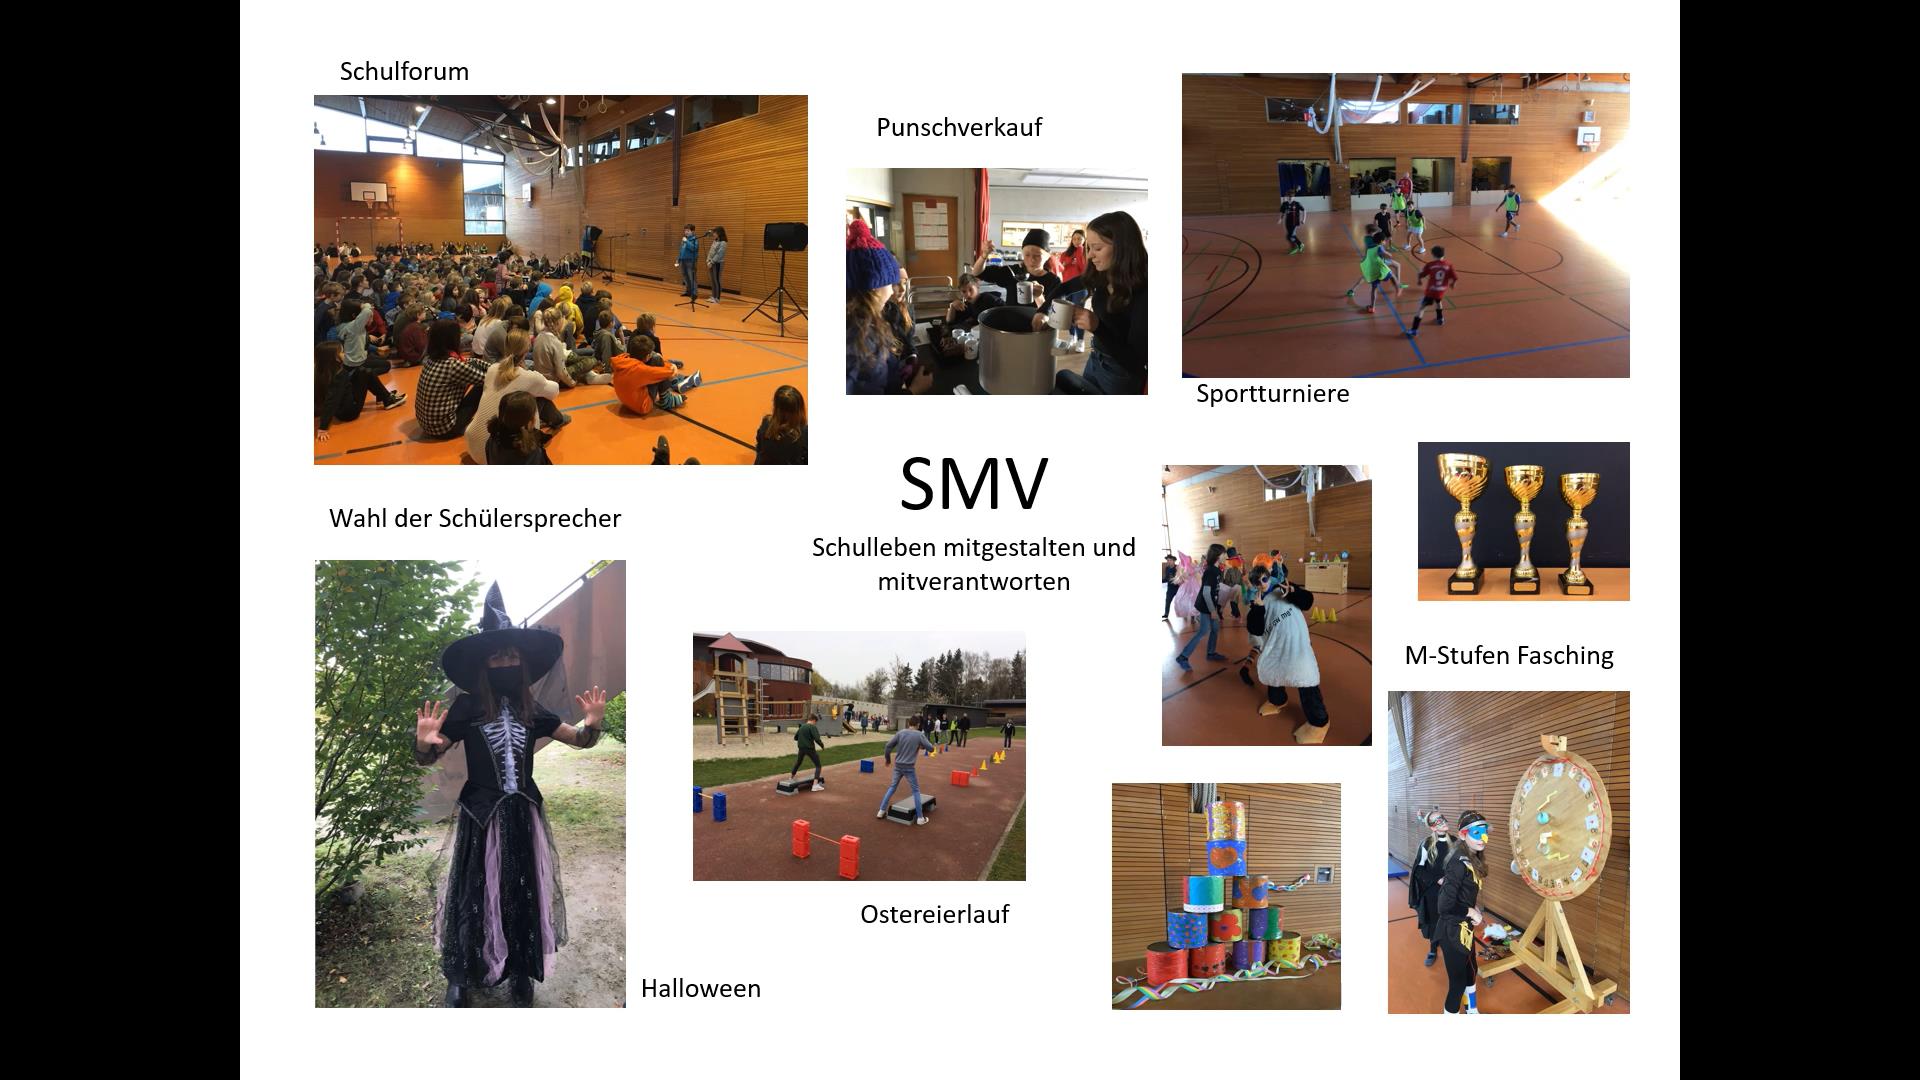 Schulforum
Punschverkauf
Sportturniere
SMV
Schulleben mitgestalten und
mitverantworten
Wahl der Schülersprecher
M-Stufen Fasching
Ostereierlauf
Halloween